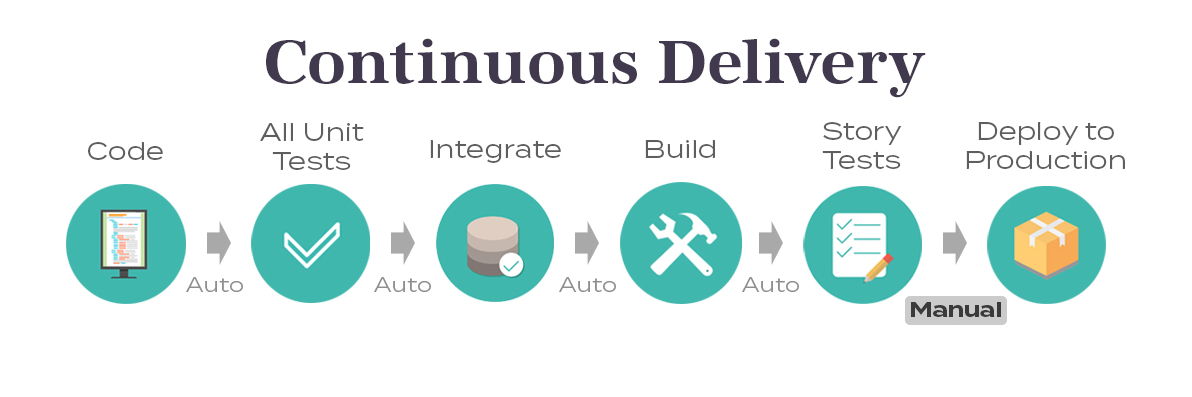 Continuous Delivery
Code
All Unit
Tests
Integrate
Build
Story
Tests
Deploy to
Production
Auto
Auto
Auto
Auto
Manual